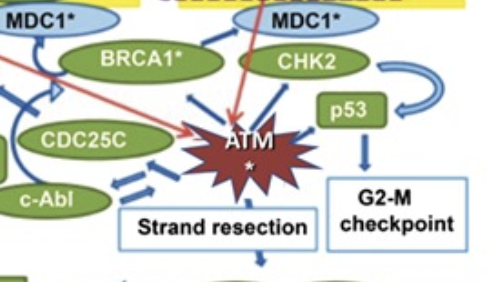 MDC1*
MDC1*
BRCA1*
CHK2
p53
CDC25C
ATM
*
c-Abl
G2-M
checkpoint
Strand resection